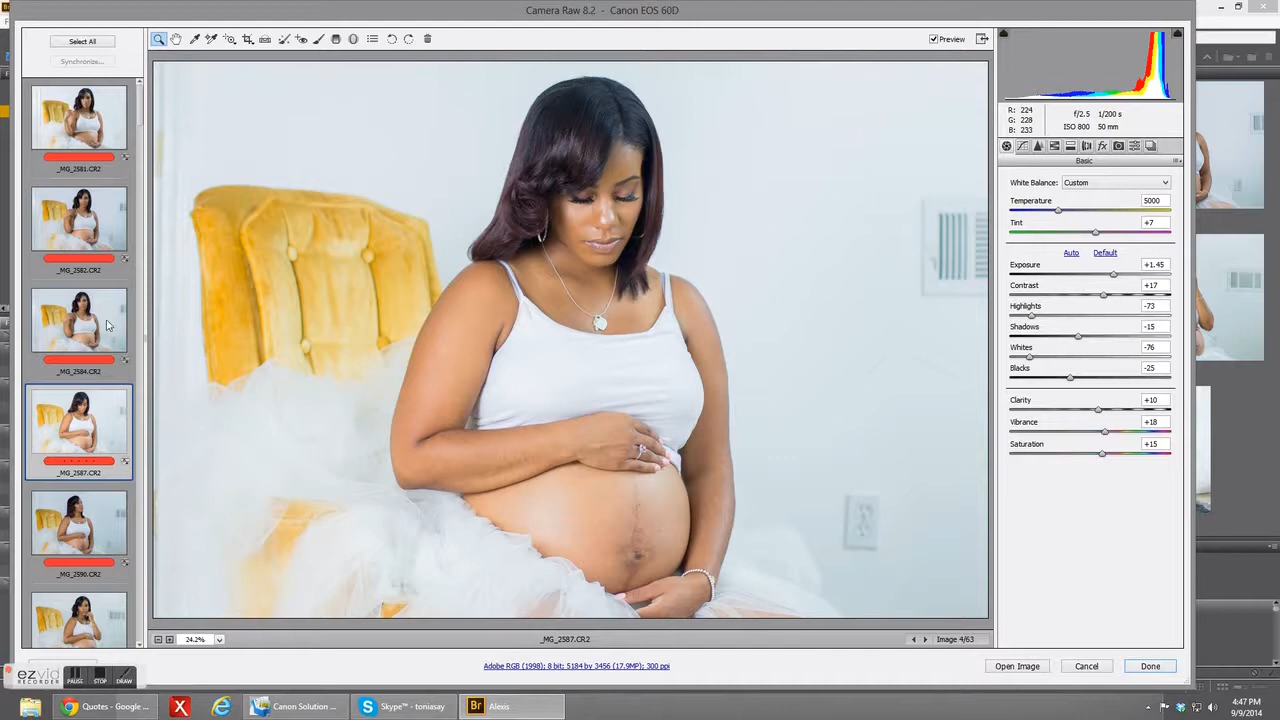 Camera Raw 8.2 - Canon EOS 60D
Select All
Synchronize...
Preview
_MG_2581.CR2
_MG_2582.CR2
_MG_2584.CR2
_MG_2587.CR2
_MG_2590.CR2
R: 224
G: 228
B: 233
f/2.5 1/200 s
ISO 800 50 mm
Basic
White Balance: Custom
Temperature 5000
Tint +7
Auto Default
Exposure +1.45
Contrast +17
Highlights -73
Shadows -15
Whites -76
Blacks -25
Clarity +10
Vibrance +18
Saturation +15
24.2%
_MG_2587.CR2
Image 4/63
Adobe RGB (1998); 8 bit; 5184 by 3456 (17.9MP); 300 ppi
Open Image
Cancel
Done
ezvid
RECORDER
PAUSE
STOP
DRAW
Quotes - Google ...
Canon Solution ...
Skype™ - toniasay
Br Alexis
4:47 PM
9/9/2014